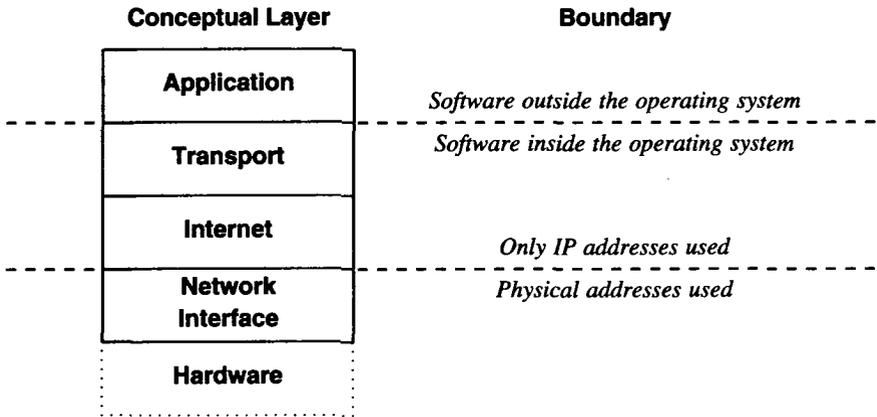 Conceptual Layer
Boundary
Application
Software outside the operating system
Transport
Software inside the operating system
Internet
Only IP addresses used
Network
Interface
Physical addresses used
Hardware